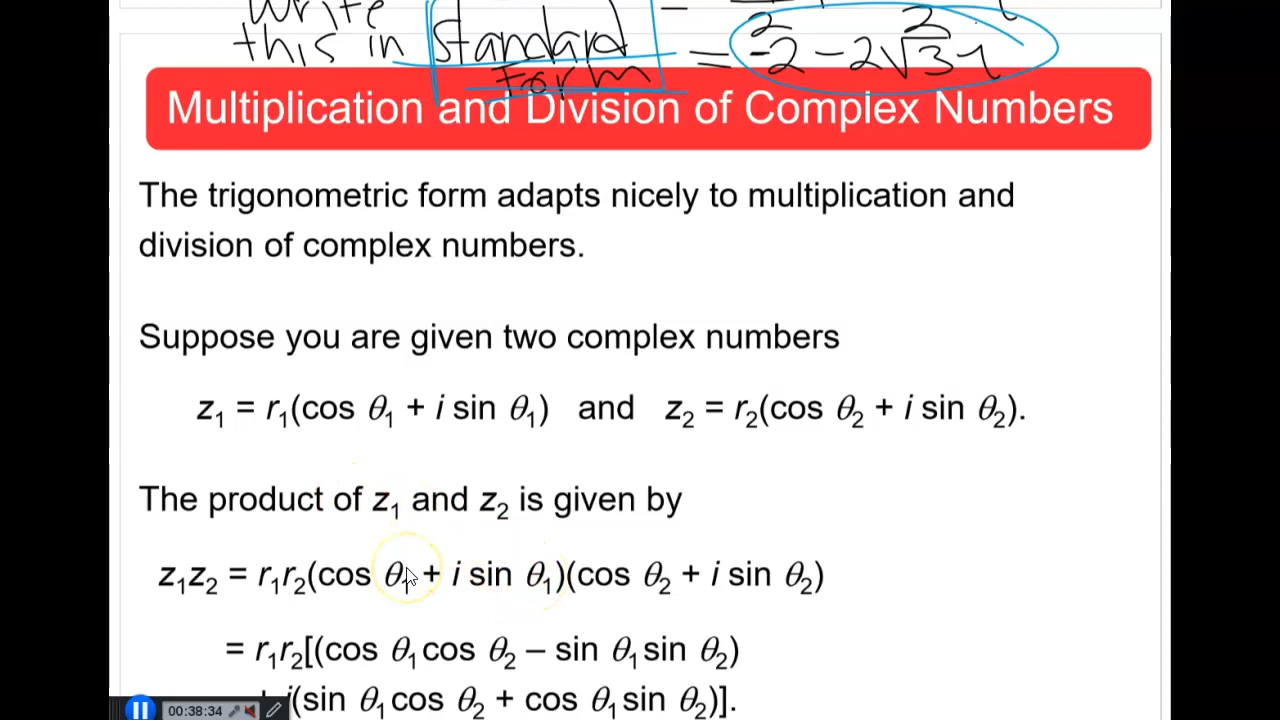 write
this in standard = -2 - 2√3i
form
Multiplication and Division of Complex Numbers
The trigonometric form adapts nicely to multiplication and
division of complex numbers.
Suppose you are given two complex numbers
z₁ = r₁(cos θ₁ + i sin θ₁) and z₂ = r₂(cos θ₂ + i sin θ₂).
The product of z₁ and z₂ is given by
z₁z₂ = r₁r₂(cos θ₁ + i sin θ₁)(cos θ₂ + i sin θ₂)
= r₁r₂[(cos θ₁ cos θ₂ – sin θ₁ sin θ₂)
+ i(sin θ₁ cos θ₂ + cos θ₁ sin θ₂)].
00:38:34